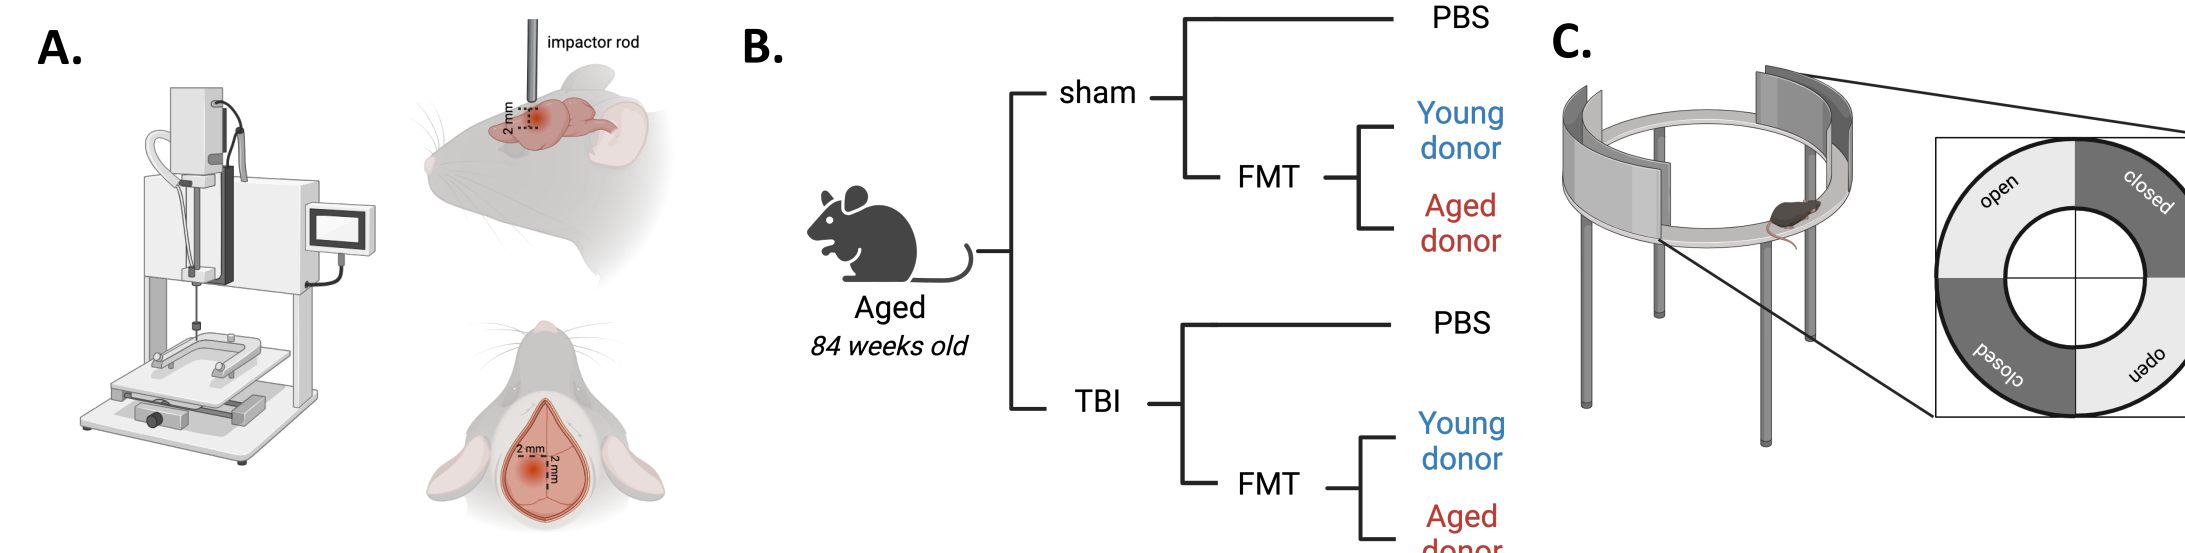 A.
impactor rod
2 mm
2 mm
2 mm
B.
Aged
84 weeks old
sham
PBS
FMT
Young
donor
Aged
donor
TBI
PBS
FMT
Young
donor
Aged
donor
C.
open
closed
closed
open